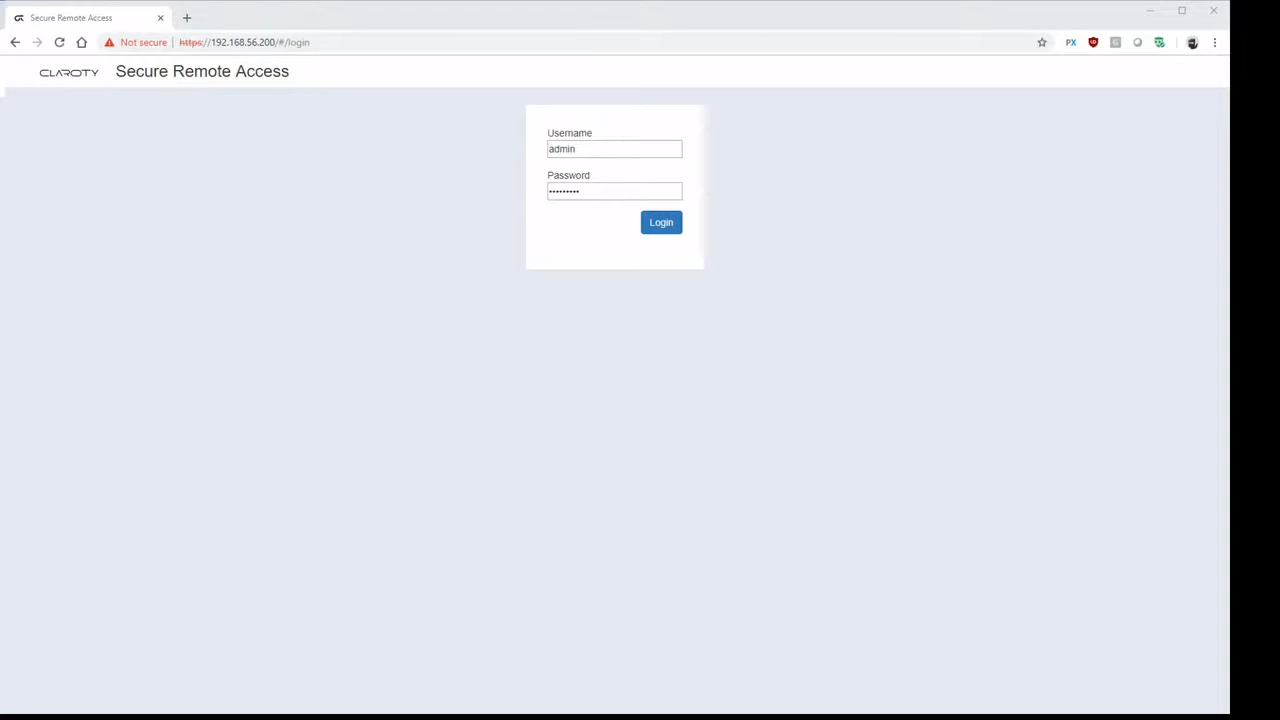 Secure Remote Access
Not secure https://192.168.56.200/#/login
CLAROTY Secure Remote Access
Username
admin
Password
•••••••••
Login